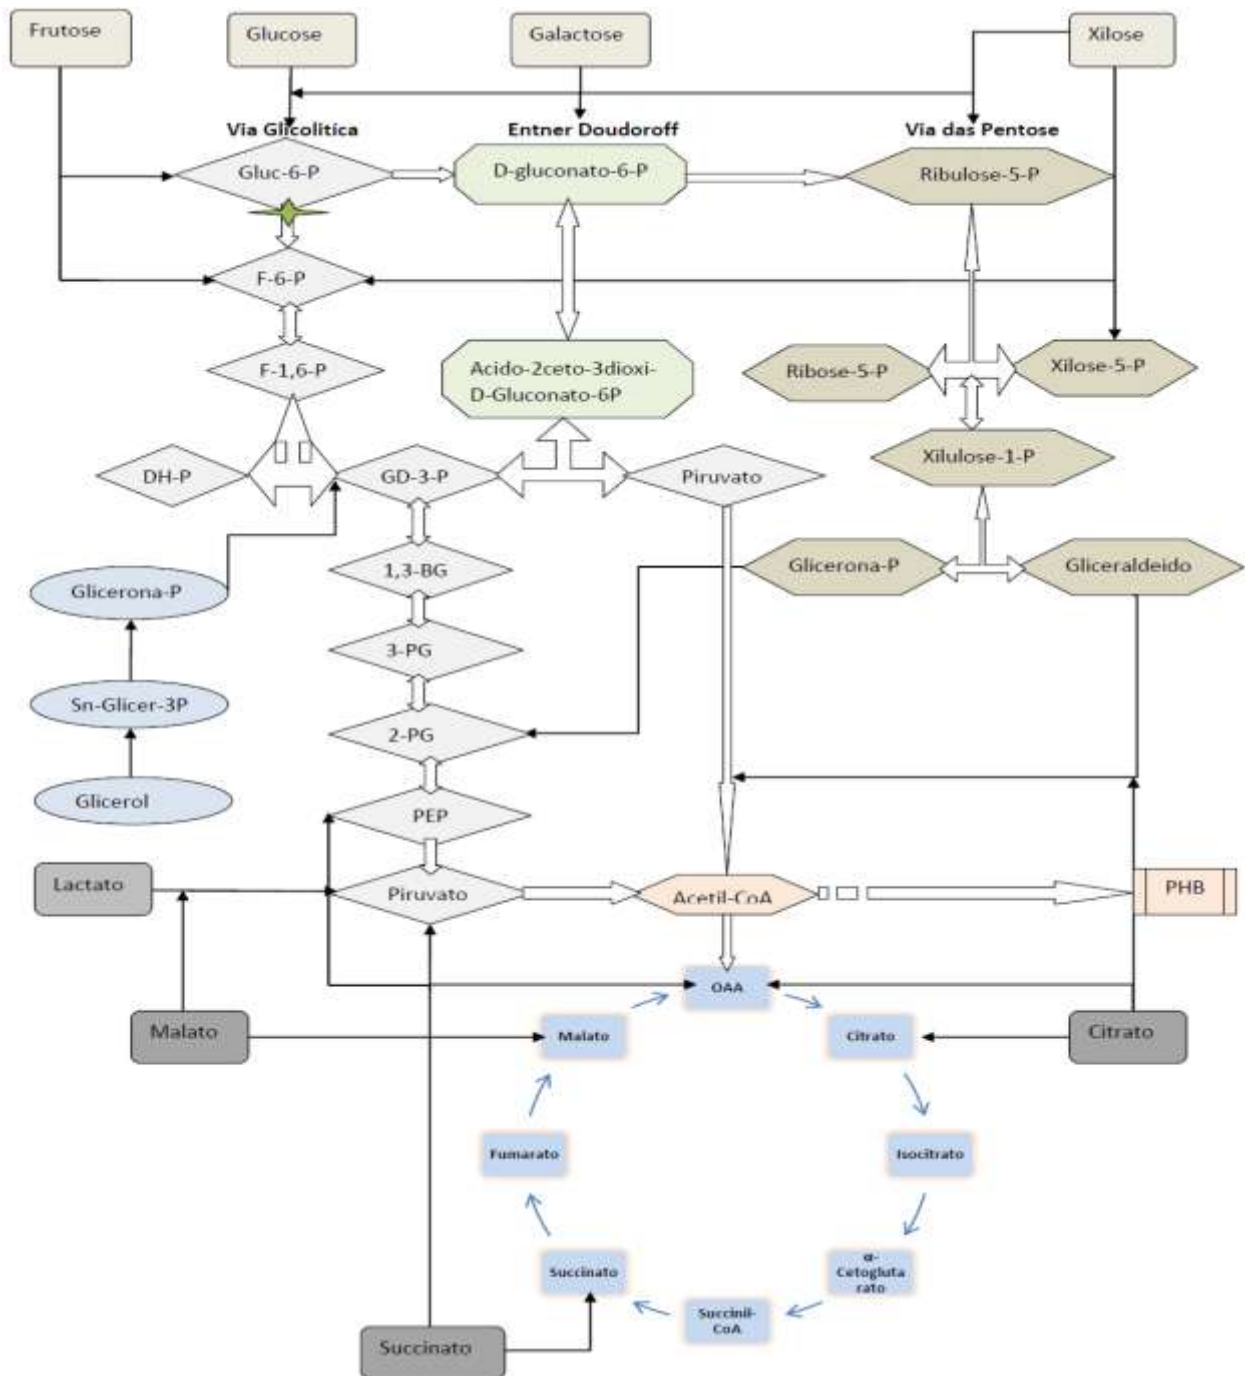 Frutose
Glucose
Galactose
Xilose
Via Glicolitica
Entner Doudoroff
Via das Pentose
Gluc-6-P
D-gluconato-6-P
Ribulose-5-P
F-6-P
F-1,6-P
Acido-2ceto-3dioxi-
D-Gluconato-6P
Ribose-5-P
Xilose-5-P
Xilulose-1-P
DH-P
GD-3-P
Piruvato
1,3-BG
Glicerona-P
Gliceraldeido
Glicerona-P
3-PG
Sn-Glicer-3P
2-PG
Glicerol
PEP
Lactato
Piruvato
Acetil-CoA
PHB
OAA
Malato
Malato
Citrato
Citrato
Fumarato
Isocitrato
Succinato
α-
Cetogluta
rato
Succinil-
CoA
Succinato